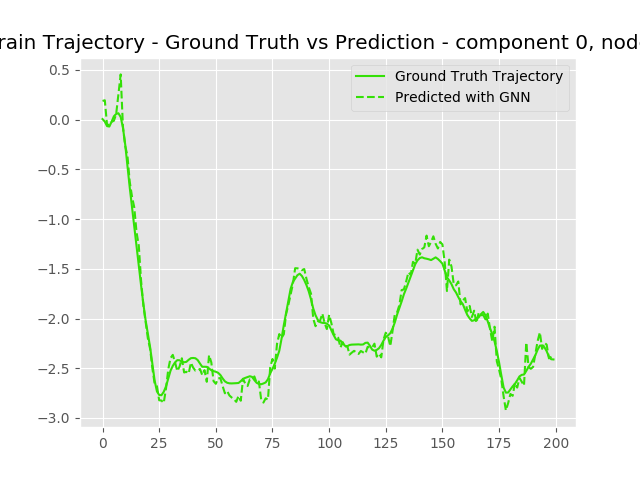 Trajectory - Ground Truth vs Prediction - component 0,
Ground Truth Trajectory
Predicted with GNN
0.5
0.0
−0.5
−1.0
−1.5
−2.0
−2.5
−3.0
0 25 50 75 100 125 150 175 200